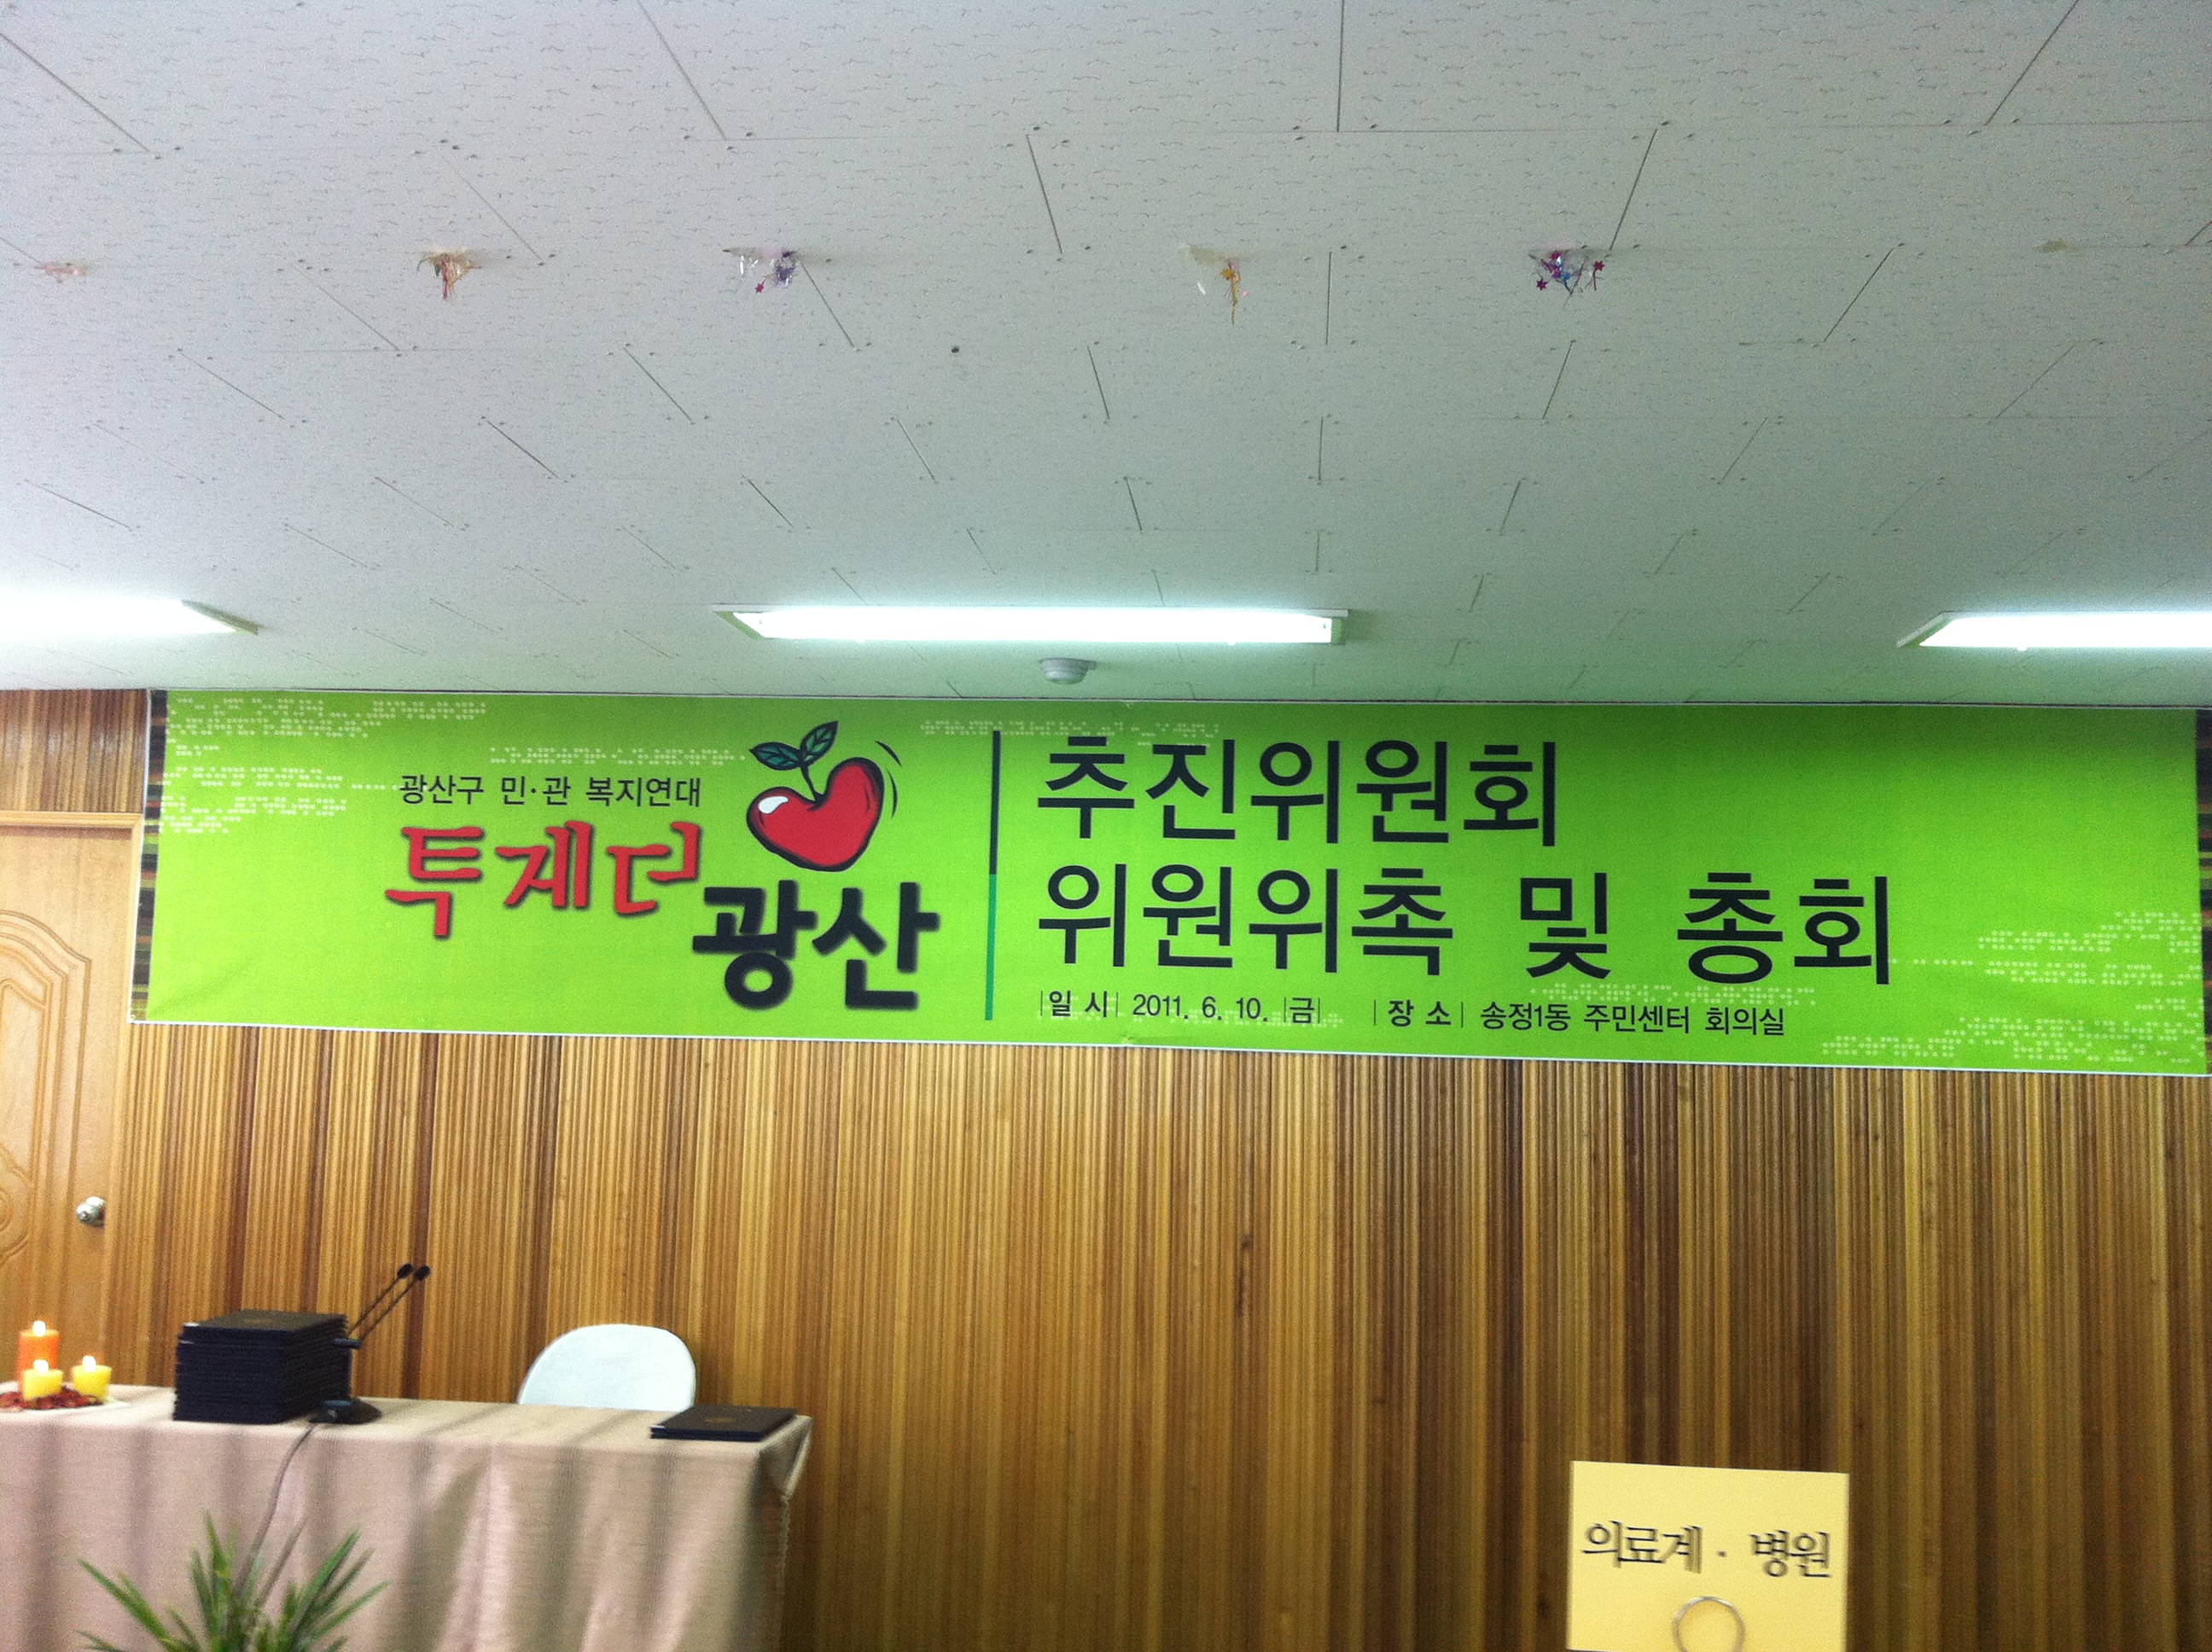 광산구 민·관 복지연대
투게더
광산
추진위원회
위원위촉 및 총회
|일 시| 2011. 6. 10. |금| |장 소| 송정1동 주민센터 회의실
의료계 · 병원